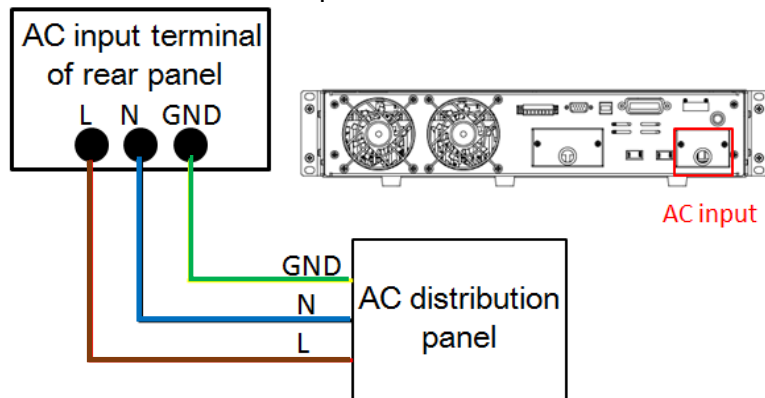 AC input terminal
of rear panel
L N GND
AC input
GND
N
L
AC distribution
panel